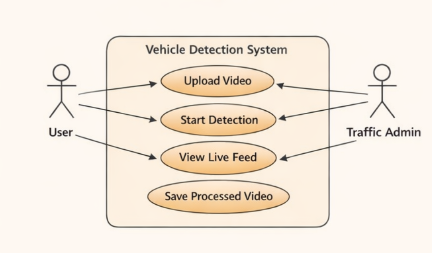 Vehicle Detection System
Upload Video
Start Detection
User
Traffic Admin
View Live Feed
Save Processed Video